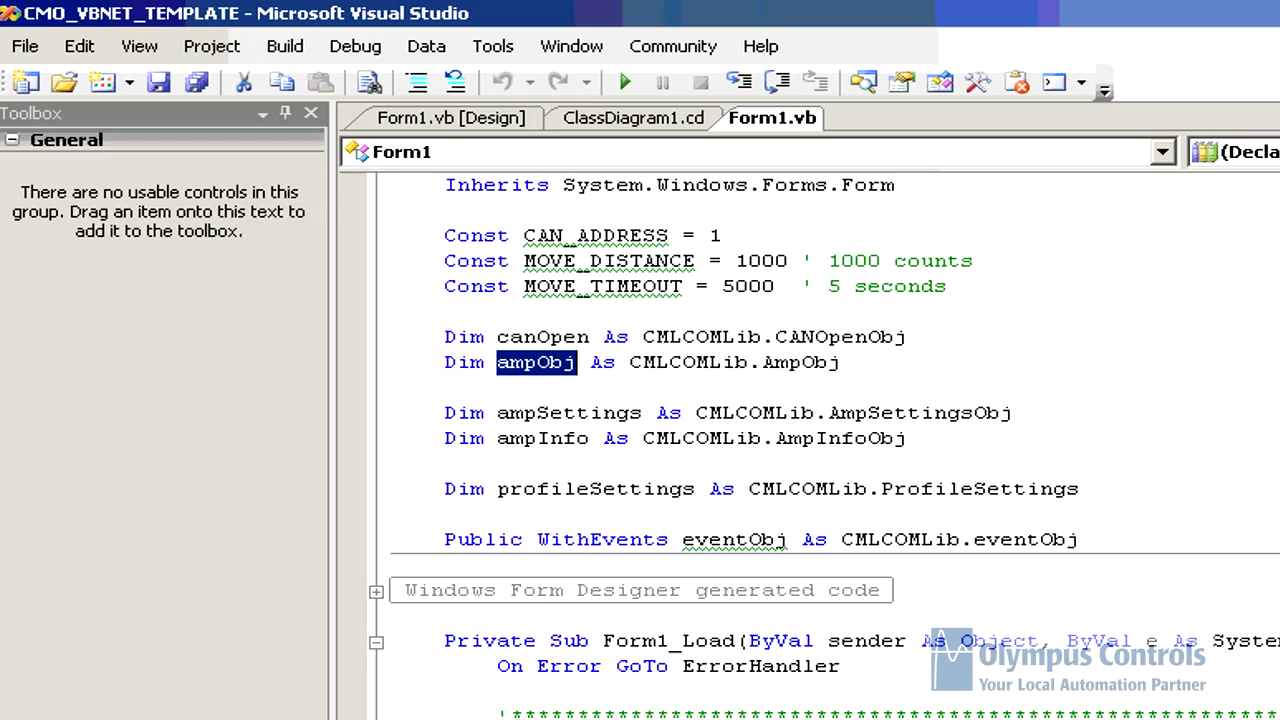 CMO_VBNET_TEMPLATE - Microsoft Visual Studio
File Edit View Project Build Debug Data Tools Window Community Help
Toolbox
General
There are no usable controls in this
group. Drag an item onto this text to
add it to the toolbox.
Form1.vb [Design] ClassDiagram1.cd Form1.vb
Form1 (Decla
Inherits System.Windows.Forms.Form
Const CAN_ADDRESS = 1
Const MOVE_DISTANCE = 1000 ' 1000 counts
Const MOVE_TIMEOUT = 5000 ' 5 seconds
Dim canOpen As CMLCOMLib.CANOpenObj
Dim ampObj As CMLCOMLib.AmpObj
Dim ampSettings As CMLCOMLib.AmpSettingsObj
Dim ampInfo As CMLCOMLib.AmpInfoObj
Dim profileSettings As CMLCOMLib.ProfileSettings
Public WithEvents eventObj As CMLCOMLib.eventObj
Windows Form Designer generated code
Private Sub Form1_Load(ByVal sender As Object, ByVal e As System
On Error GoTo ErrorHandler
'**********************************************************
Olympus Controls
Your Local Automation Partner